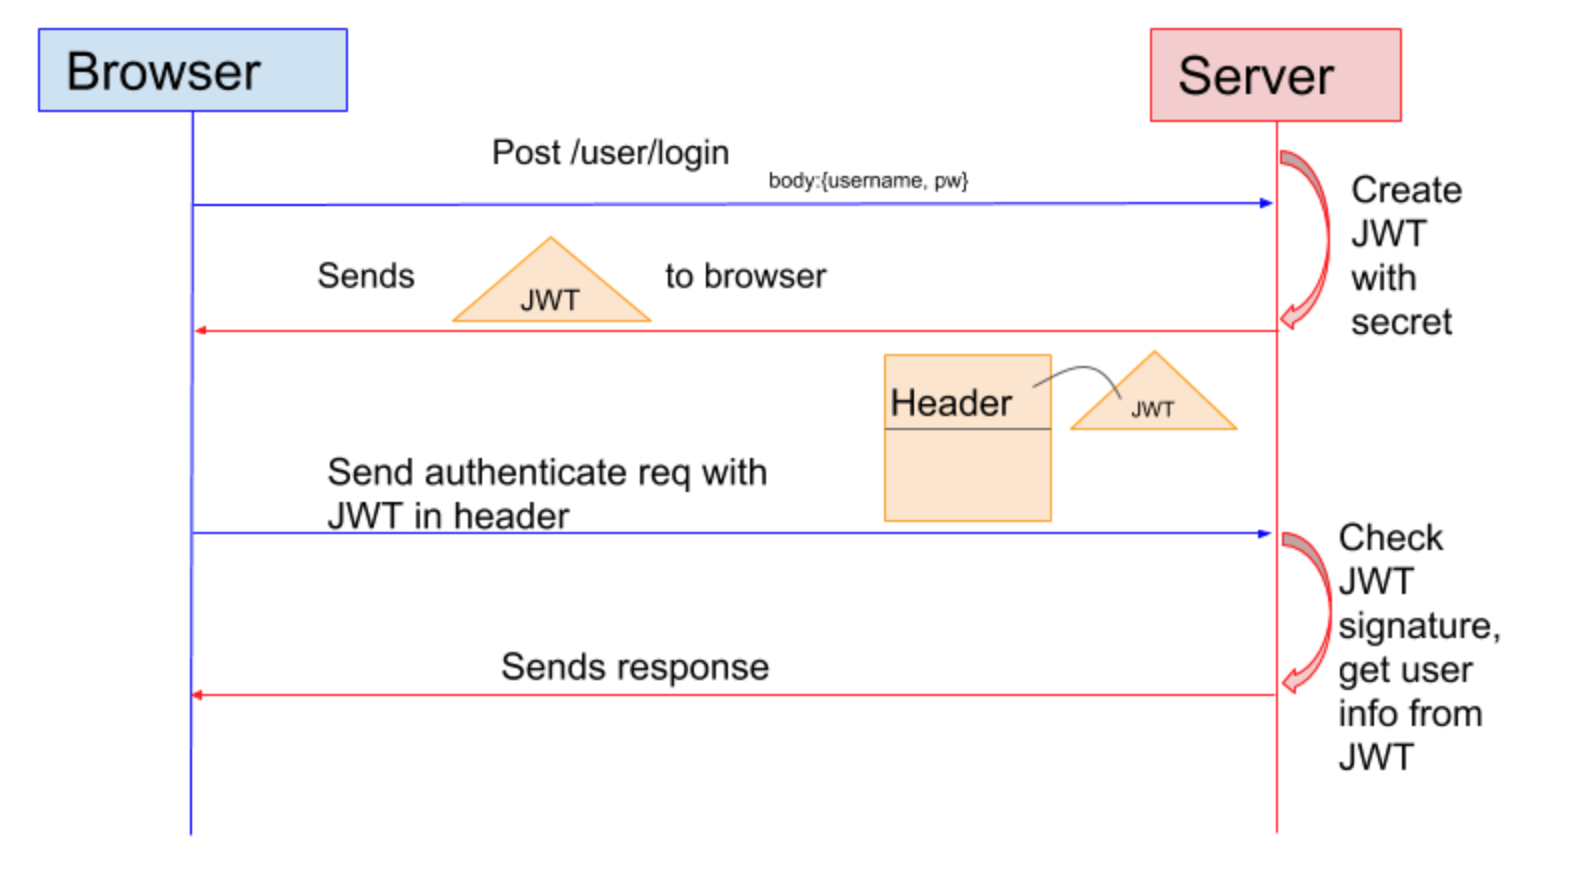 Browser
Server
Post /user/login
body:{username, pw}
Create
JWT
with
secret
Sends
JWT
to browser
Header
JWT
Send authenticate req with
JWT in header
Check
JWT
signature,
get user
info from
JWT
Sends response